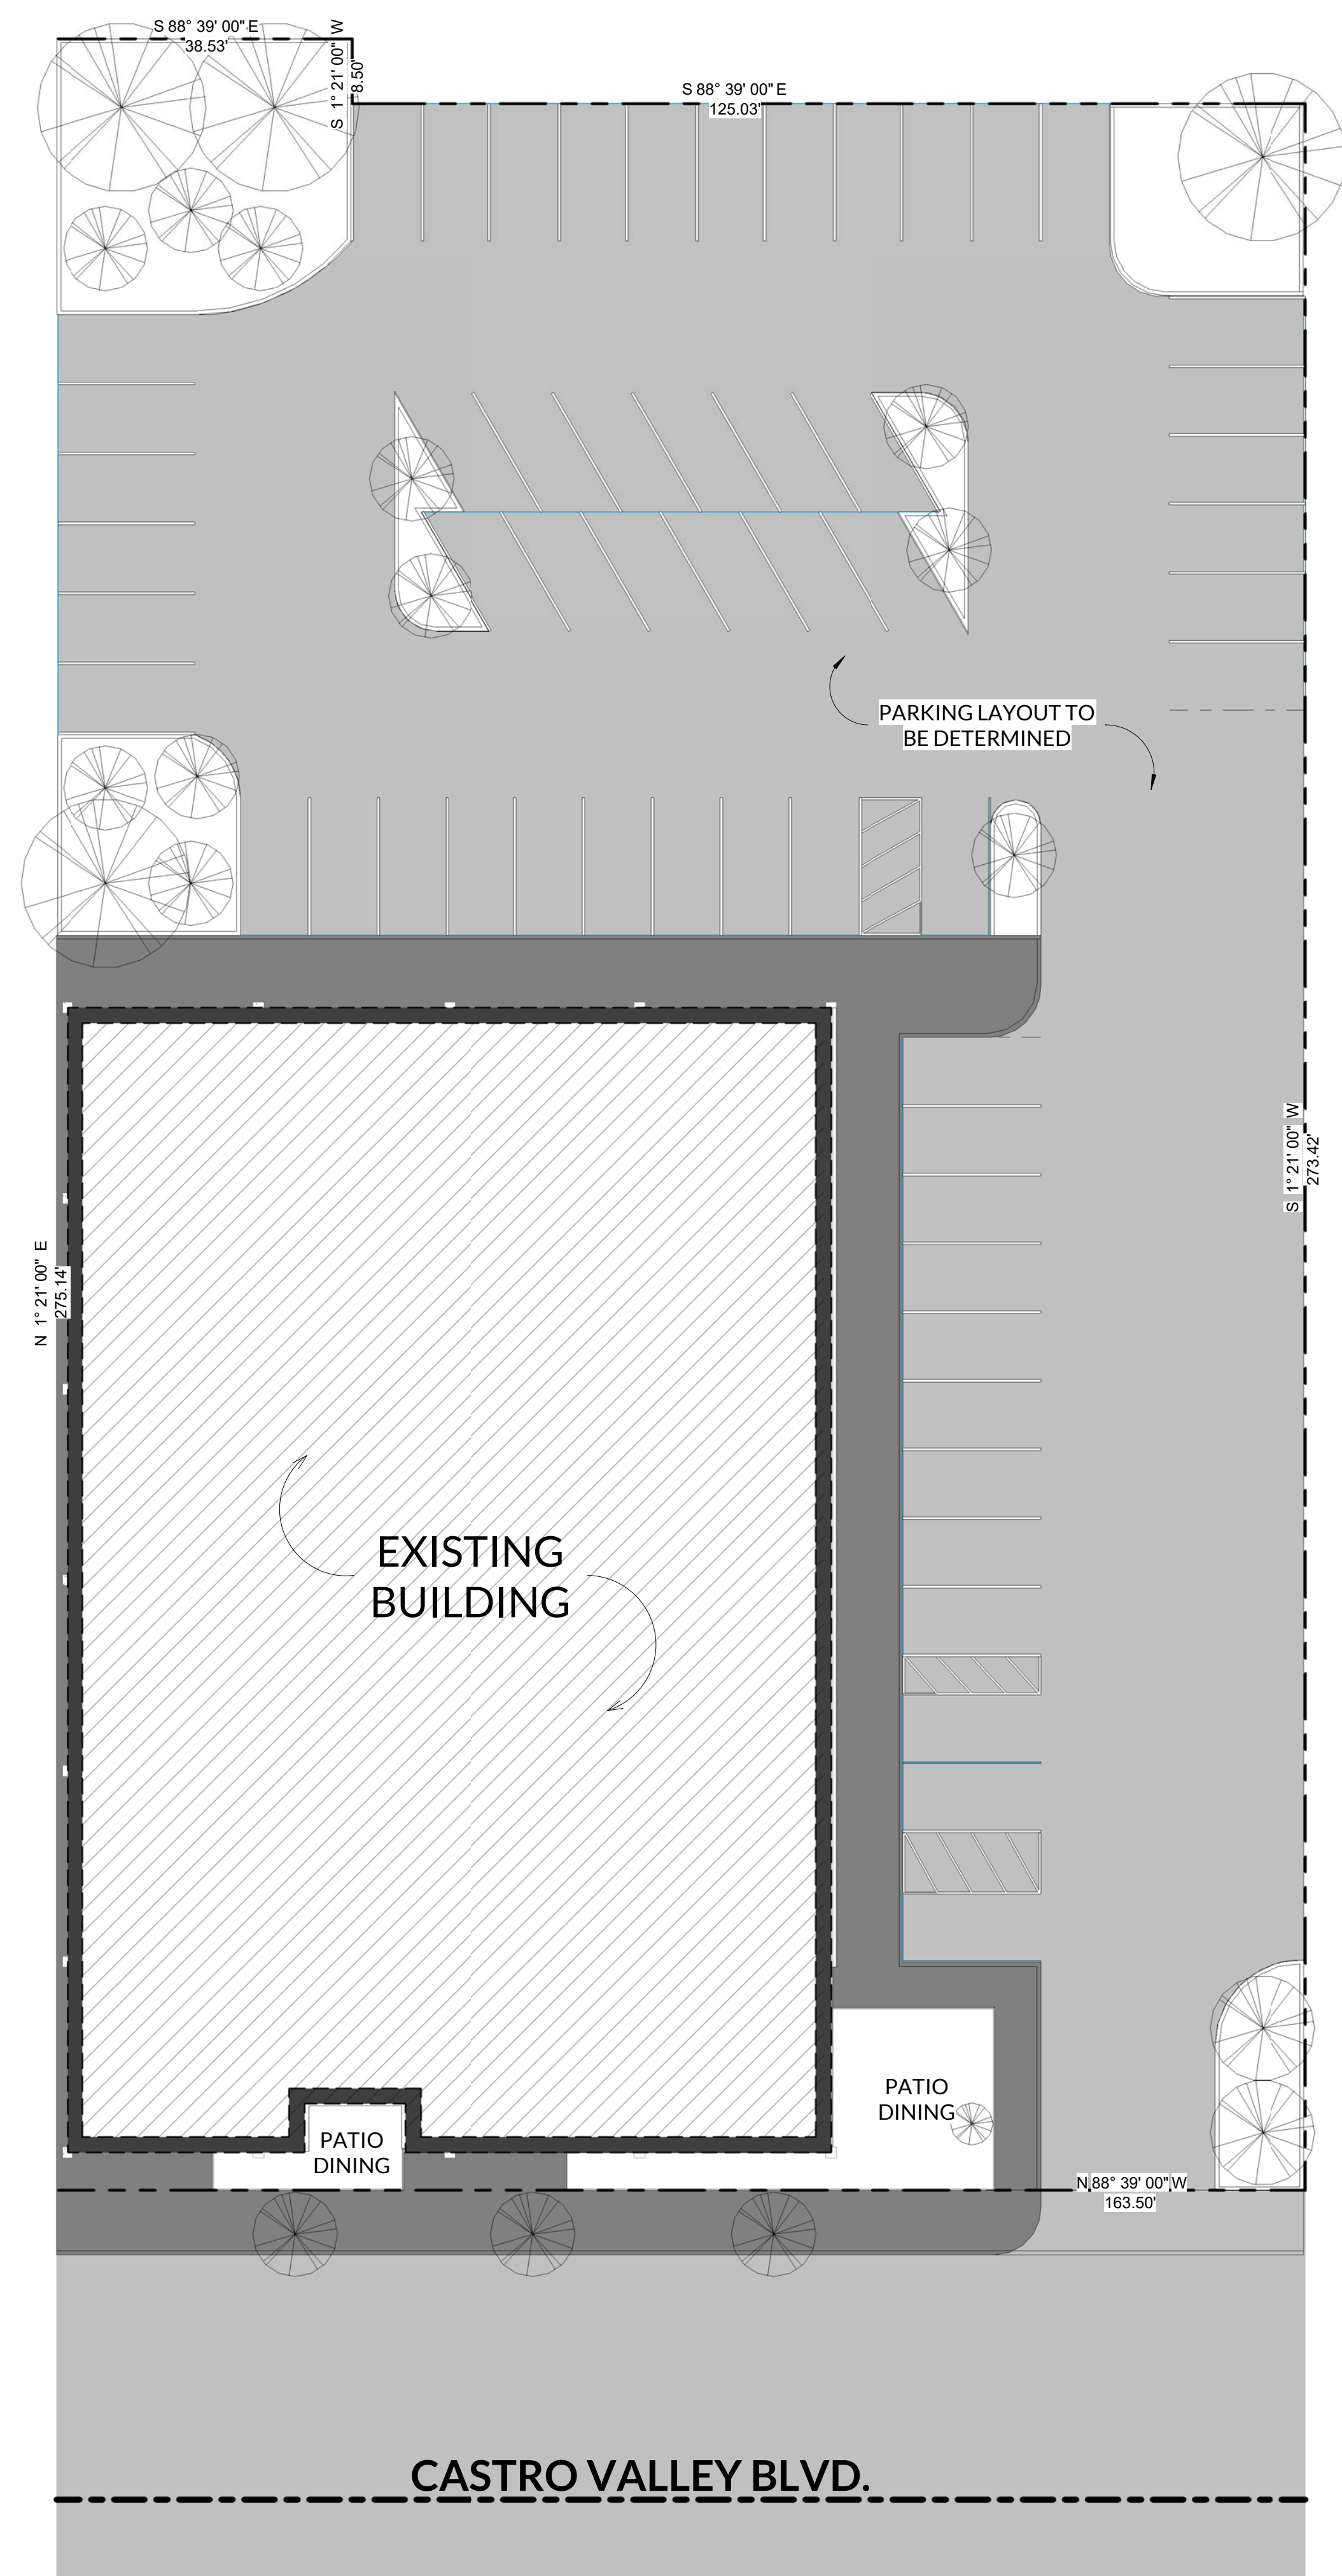 S 88° 39' 00" E
38.53'
S 1° 21' 00" W
8.50'
S 88° 39' 00" E
125.03'
PARKING LAYOUT TO
BE DETERMINED
S 1° 21' 00" W
273.42'
N 1° 21' 00" E
275.14'
EXISTING
BUILDING
PATIO
DINING
PATIO
DINING
N 88° 39' 00" W
163.50'
CASTRO VALLEY BLVD.